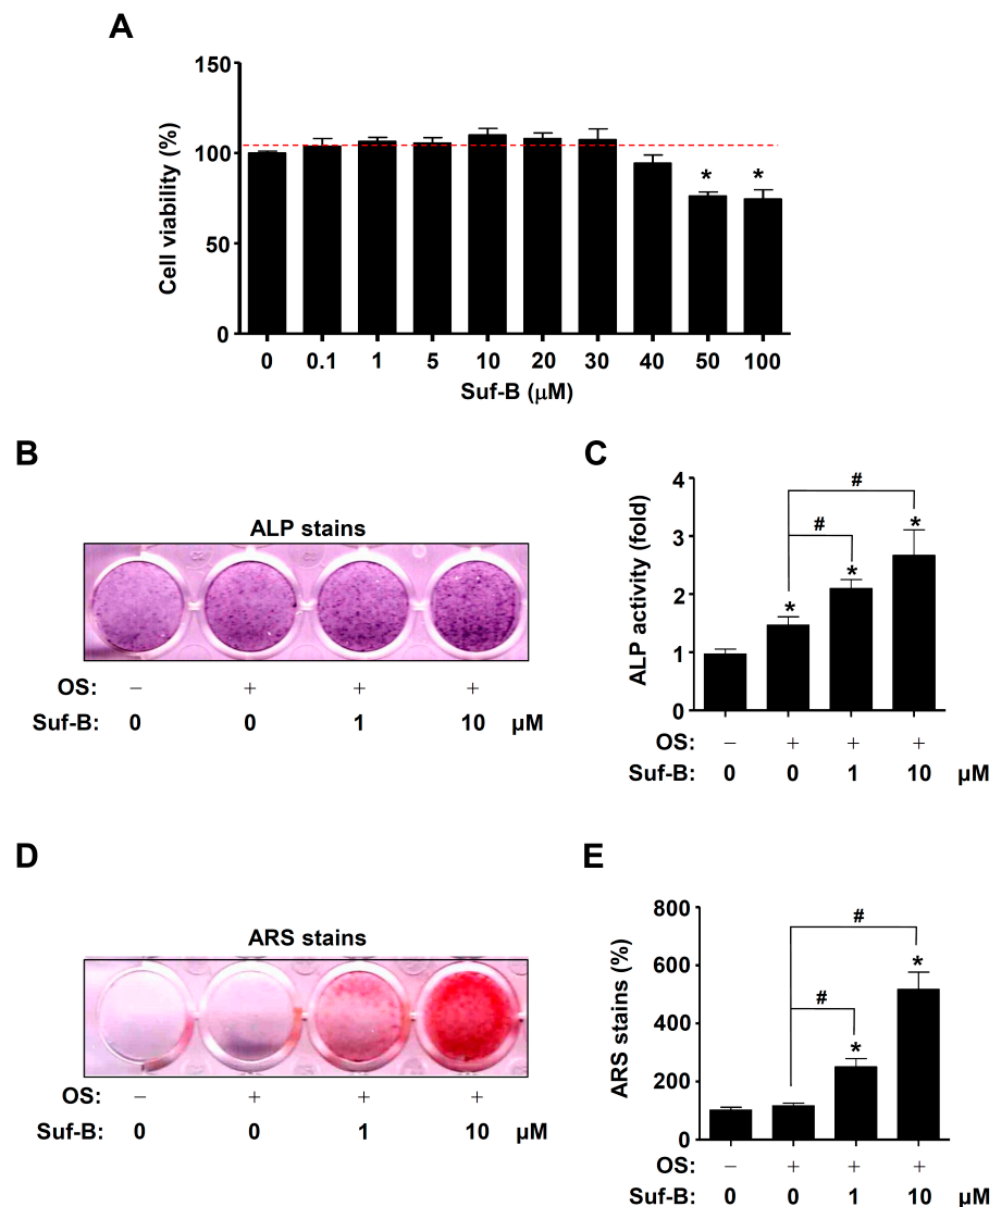 A
150
100
50
0
Cell viability (%)
* *
0 0.1 1 5 10 20 30 40 50 100
Suf-B (μM)
B
ALP stains
OS: − + + +
Suf-B: 0 0 1 10 μM
C
4
3
2
1
0
ALP activity (fold)
#
#
* * *
OS: − + + +
Suf-B: 0 0 1 10 μM
D
ARS stains
OS: − + + +
Suf-B: 0 0 1 10 μM
E
800
600
400
200
0
ARS stains (%)
#
#
* *
OS: − + + +
Suf-B: 0 0 1 10 μM